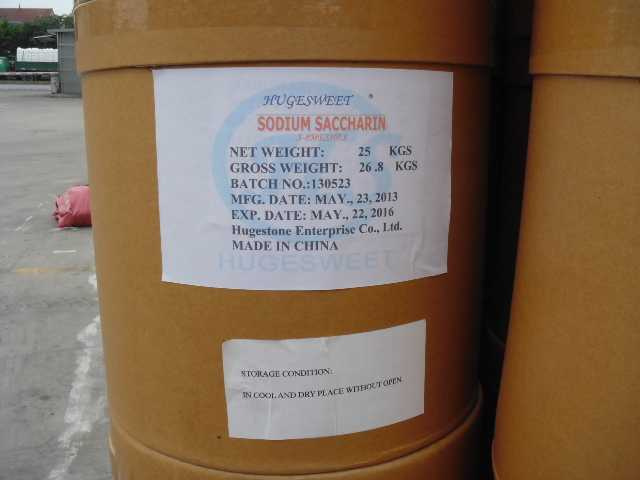 HUGESWEET ®
SODIUM SACCHARIN
NET WEIGHT: 25 KGS
GROSS WEIGHT: 26.8 KGS
BATCH NO.:130523
MFG. DATE: MAY., 23, 2013
EXP. DATE: MAY., 22, 2016
Hugestone Enterprise Co., Ltd.
MADE IN CHINA
HUGESWEET
STORAGE CONDITION:
IN COOL AND DRY PLACE WITHOUT OPEN.